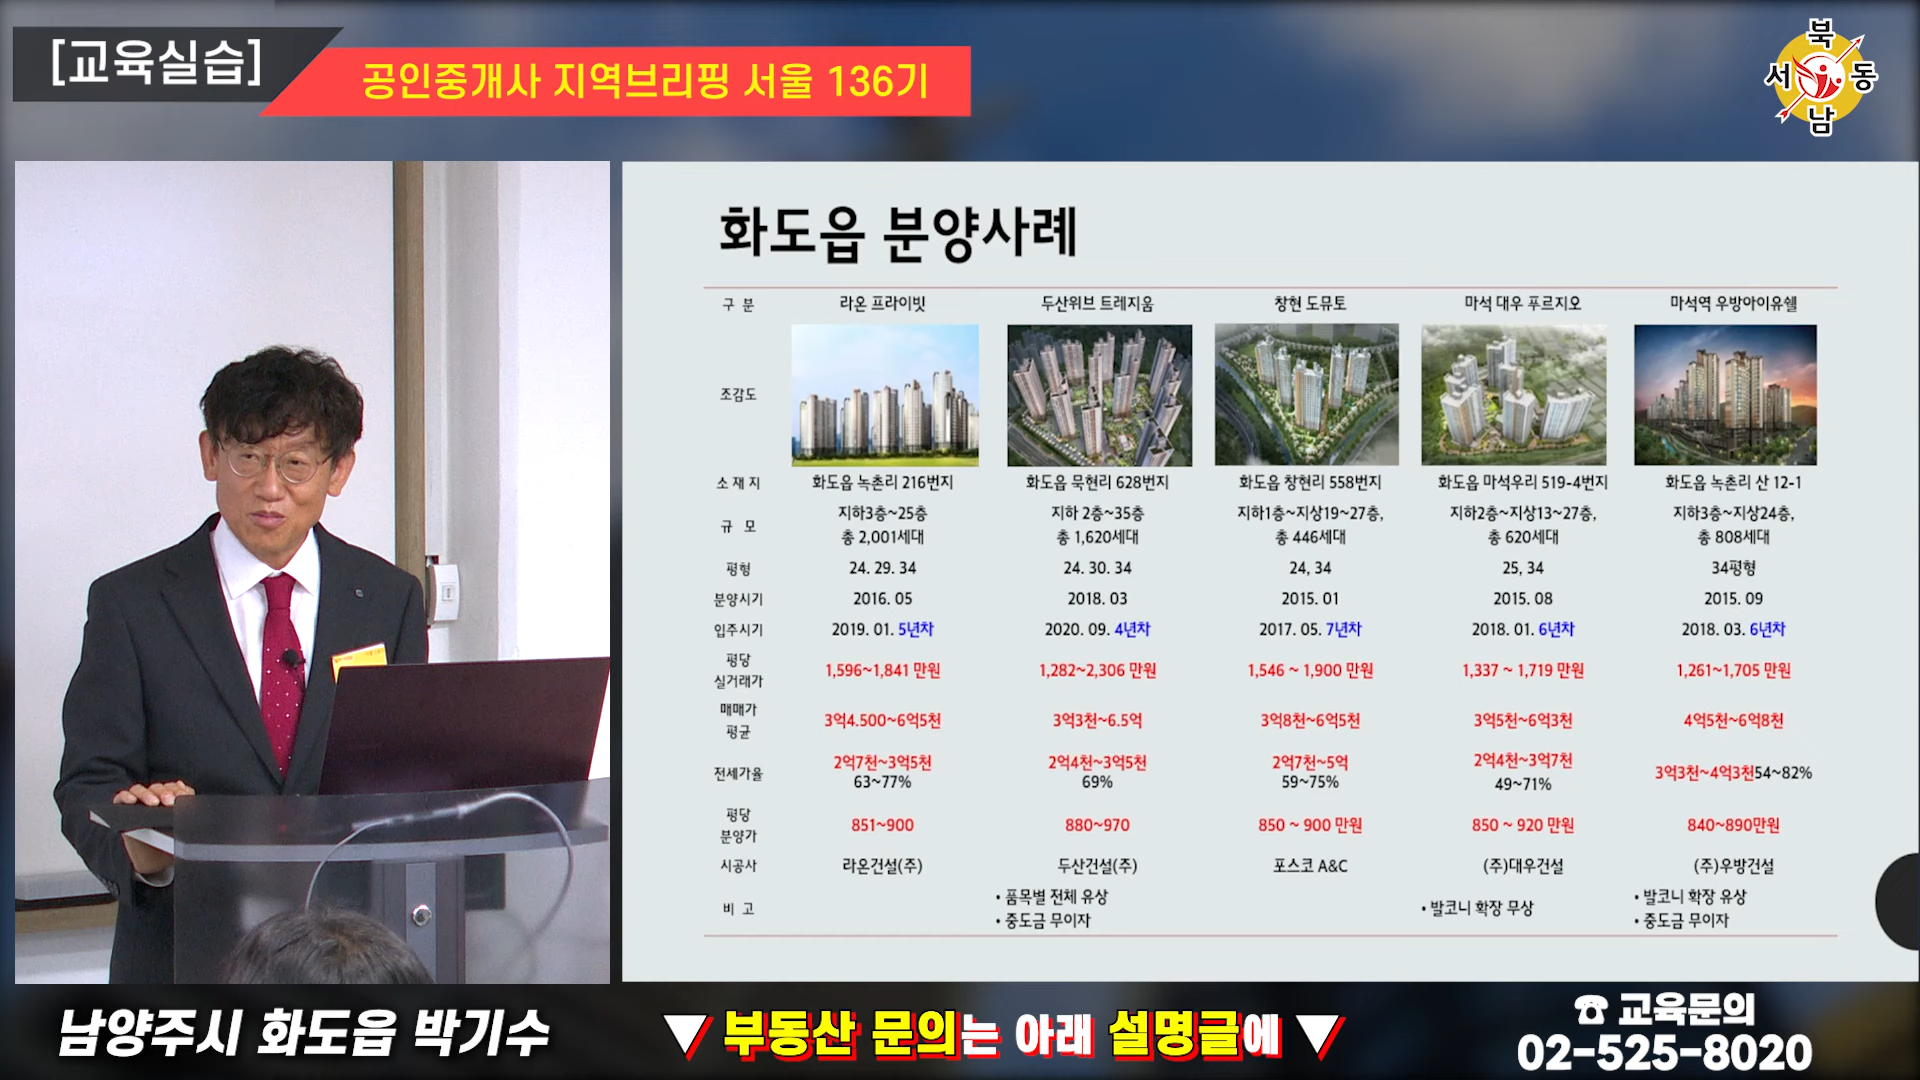 [교육실습]
공인중개사 지역브리핑 서울 136기
북
서 동
남
화도읍 분양사례
구 분 라온 프라이빗 두산위브 트레지움 창현 도뮤토 마석 대우 푸르지오 마석역 우방아이유쉘
조감도
소 재 지 화도읍 녹촌리 216번지 화도읍 묵현리 628번지 화도읍 창현리 558번지 화도읍 마석우리 519-4번지 화도읍 녹촌리 산 12-1
지하3층~25층 지하 2층~35층 지하1층~지상19~27층, 지하2층~지상13~27층, 지하3층~지상24층,
규 모
총 2,001세대 총 1,620세대 총 446세대 총 620세대 총 808세대
평형 24. 29. 34 24. 30. 34 24, 34 25, 34 34평형
분양시기 2016. 05 2018. 03 2015. 01 2015. 08 2015. 09
입주시기 2019. 01. 5년차 2020. 09. 4년차 2017. 05. 7년차 2018. 01. 6년차 2018. 03. 6년차
평당
실거래가 1,596~1,841 만원 1,282~2,306 만원 1,546 ~ 1,900 만원 1,337 ~ 1,719 만원 1,261~1,705 만원
매매가
평균 3억4.500~6억5천 3억3천~6.5억 3억8천~6억5천 3억5천~6억3천 4억5천~6억8천
2억7천~3억5천 2억4천~3억5천 2억7천~5억 2억4천~3억7천
전세가율 3억3천~4억3천54~82%
63~77% 69% 59~75% 49~71%
평당
분양가 851~900 880~970 850 ~ 900 만원 850 ~ 920 만원 840~890만원
시공사 라온건설(주) 두산건설(주) 포스코 A&C (주)대우건설 (주)우방건설
• 품목별 전체 유상 • 발코니 확장 유상
비 고 • 발코니 확장 무상
• 중도금 무이자 • 중도금 무이자
남양주시 화도읍 박기수
▼ 부동산 문의는 아래 설명글에 ▼
☎ 교육문의
02-525-8020